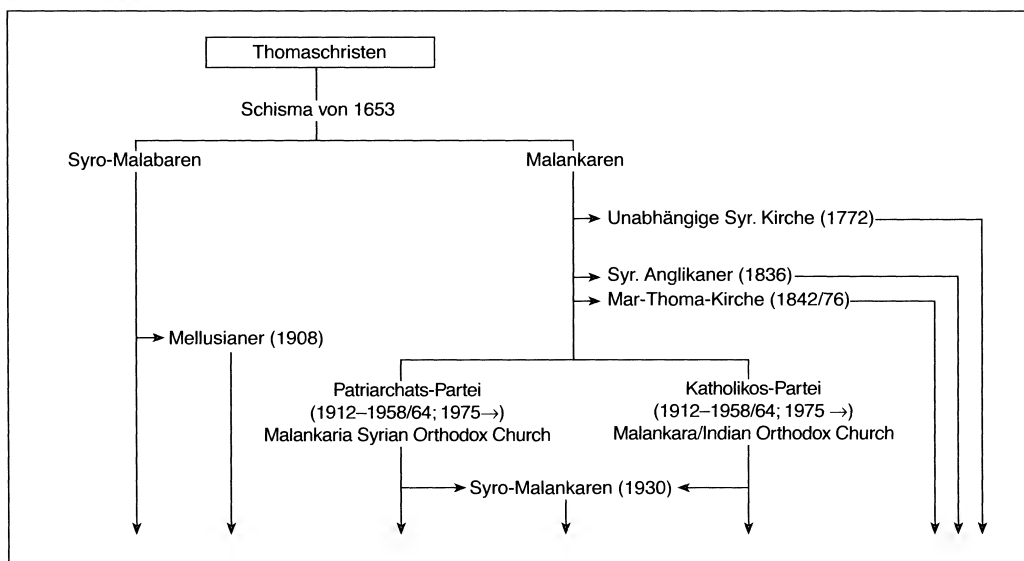 Thomaschristen
Schisma von 1653
Syro-Malabaren
Malankaren
Unabhängige Syr. Kirche (1772)
Syr. Anglikaner (1836)
Mar-Thoma-Kirche (1842/76)
Mellusianer (1908)
Patriarchats-Partei
(1912–1958/64; 1975→)
Malankaria Syrian Orthodox Church
Katholikos-Partei
(1912–1958/64; 1975 →)
Malankara/Indian Orthodox Church
Syro-Malankaren (1930)